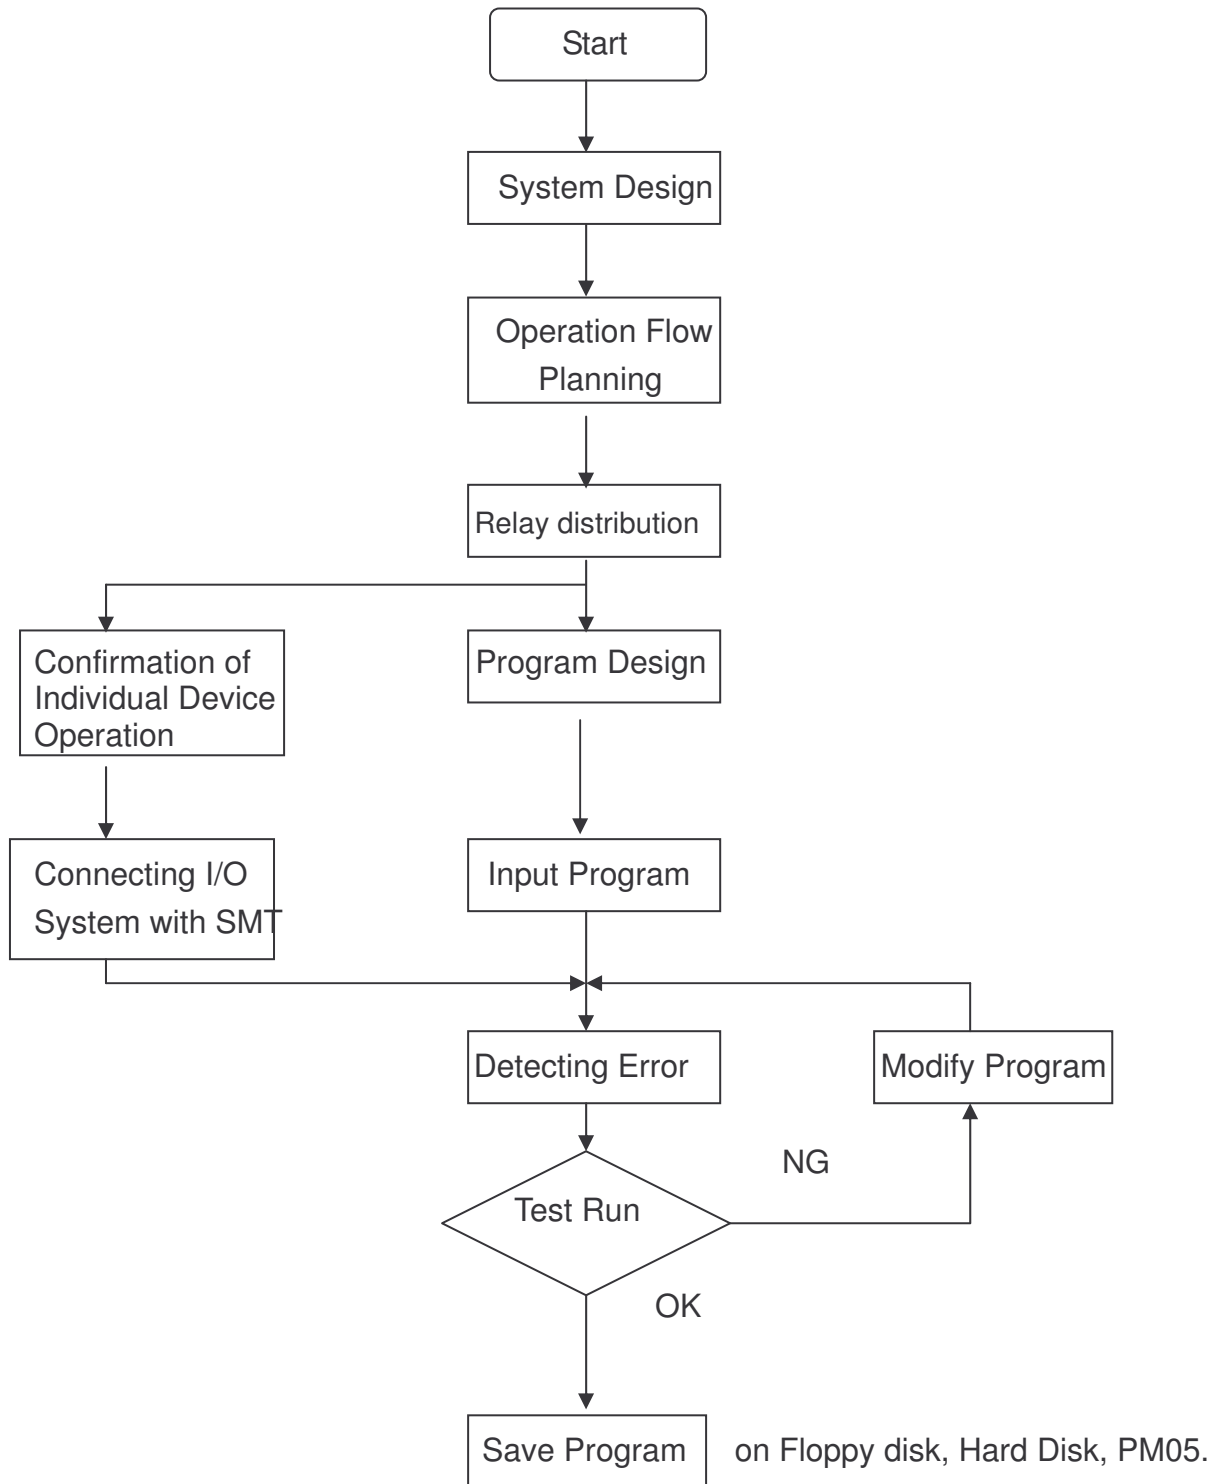 Start
System Design
Operation Flow
Planning
Relay distribution
Confirmation of
Individual Device
Operation
Program Design
Connecting I/O
System with SMT
Input Program
Detecting Error
Modify Program
NG
Test Run
OK
Save Program
on Floppy disk, Hard Disk, PM05.